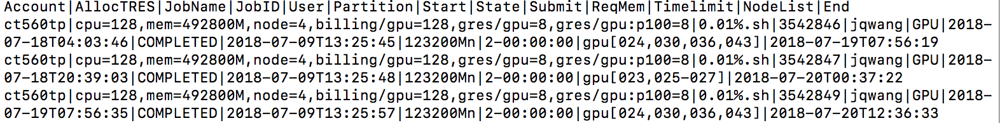 Account|AllocTRES|JobName|JobID|User|Partition|Start|State|Submit|ReqMem|Timelimit|NodeList|End
ct560tp|cpu=128,mem=492800M,node=4,billing/gpu=128,gres/gpu=8,gres/gpu:p100=8|0.01%.sh|3542846|jqwang|GPU|2018-
07-18T04:03:46|COMPLETED|2018-07-09T13:25:45|123200Mn|2-00:00:00|gpu[024,030,036,043]|2018-07-19T07:56:19
ct560tp|cpu=128,mem=492800M,node=4,billing/gpu=128,gres/gpu=8,gres/gpu:p100=8|0.01%.sh|3542847|jqwang|GPU|2018-
07-18T20:39:03|COMPLETED|2018-07-09T13:25:48|123200Mn|2-00:00:00|gpu[023,025-027]|2018-07-20T00:37:22
ct560tp|cpu=128,mem=492800M,node=4,billing/gpu=128,gres/gpu=8,gres/gpu:p100=8|0.01%.sh|3542849|jqwang|GPU|2018-
07-19T07:56:35|COMPLETED|2018-07-09T13:25:57|123200Mn|2-00:00:00|gpu[024,030,036,043]|2018-07-20T12:36:33